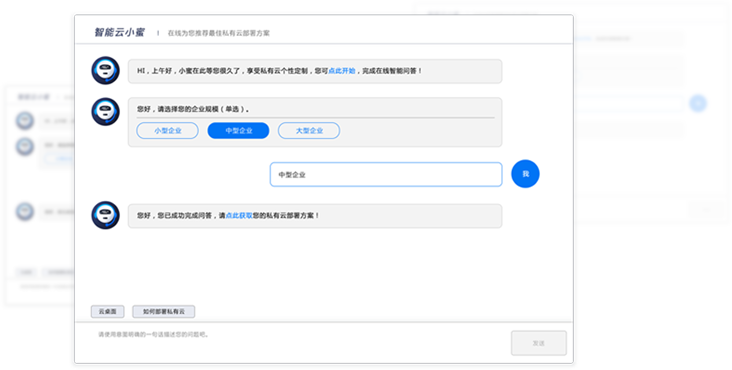 智能云小蜜 ! 在线为您推荐最佳私有云部署方案
HI，上午好，小蜜在此等您很久了，享受私有云个性定制，您可点此开始，完成在线智能问答！
您好，请选择您的企业规模（单选）。
小型企业 中型企业 大型企业
中型企业 我
您好，您已成功完成问答，请点此获取您的私有云部署方案！
云桌面 如何部署私有云
请使用意图明确的一句话描述您的问题吧。
发送